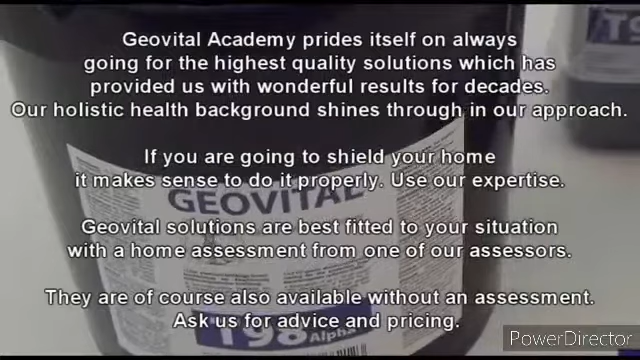 Geovital Academy prides itself on always
going for the highest quality solutions which has
provided us with wonderful results for decades.
Our holistic health background shines through in our approach.
If you are going to shield your home
it makes sense to do it properly. Use our expertise.
GEOVITAL
Geovital solutions are best fitted to your situation
with a home assessment from one of our assessors.
They are of course also available without an assessment.
Ask us for advice and pricing.
T98 Alpha
PowerDirector